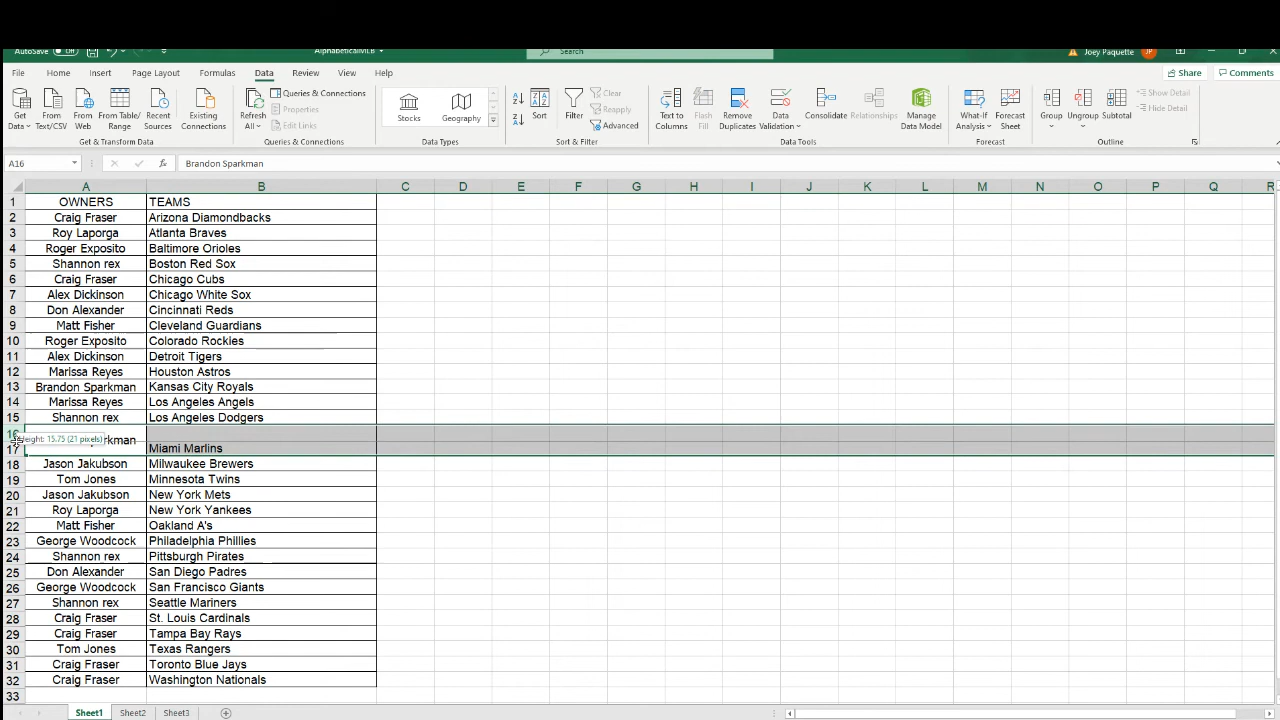 AutoSave Off AlphabeticalMLB Search Joey Paquette JP
File Home Insert Page Layout Formulas Data Review View Help Share Comments
Get Data From Text/CSV From Web From Table/Range Recent Sources Existing Connections Refresh All Queries & Connections Properties Edit Links Stocks Geography Sort Filter Clear Reapply Advanced Text to Columns Flash Fill Remove Duplicates Data Validation Consolidate Relationships Manage Data Model What-If Analysis Forecast Sheet Group Ungroup Subtotal Show Detail Hide Detail
Get & Transform Data Queries & Connections Data Types Sort & Filter Data Tools Forecast Outline
A16 fx Brandon Sparkman
A B C D E F G H I J K L M N O P Q R
1 OWNERS TEAMS
2 Craig Fraser Arizona Diamondbacks
3 Roy Laporga Atlanta Braves
4 Roger Exposito Baltimore Orioles
5 Shannon rex Boston Red Sox
6 Craig Fraser Chicago Cubs
7 Alex Dickinson Chicago White Sox
8 Don Alexander Cincinnati Reds
9 Matt Fisher Cleveland Guardians
10 Roger Exposito Colorado Rockies
11 Alex Dickinson Detroit Tigers
12 Marissa Reyes Houston Astros
13 Brandon Sparkman Kansas City Royals
14 Marissa Reyes Los Angeles Angels
15 Shannon rex Los Angeles Dodgers
16
Height: 15.75 (21 pixels) rkman
17 Miami Marlins
18 Jason Jakubson Milwaukee Brewers
19 Tom Jones Minnesota Twins
20 Jason Jakubson New York Mets
21 Roy Laporga New York Yankees
22 Matt Fisher Oakland A's
23 George Woodcock Philadelphia Phillies
24 Shannon rex Pittsburgh Pirates
25 Don Alexander San Diego Padres
26 George Woodcock San Francisco Giants
27 Shannon rex Seattle Mariners
28 Craig Fraser St. Louis Cardinals
29 Craig Fraser Tampa Bay Rays
30 Tom Jones Texas Rangers
31 Craig Fraser Toronto Blue Jays
32 Craig Fraser Washington Nationals
33
Sheet1 Sheet2 Sheet3